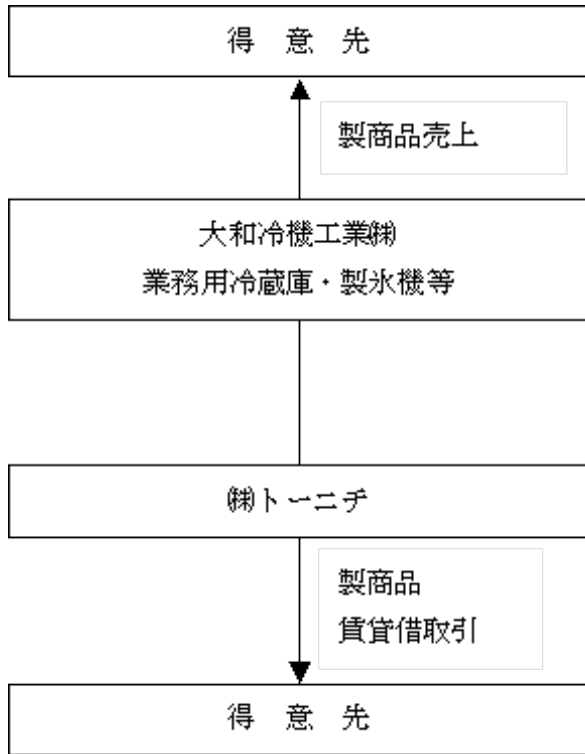 得 意 先
製商品売上
大和冷機工業㈱
業務用冷蔵庫・製氷機等
㈱トーニチ
製商品
賃貸借取引
得 意 先